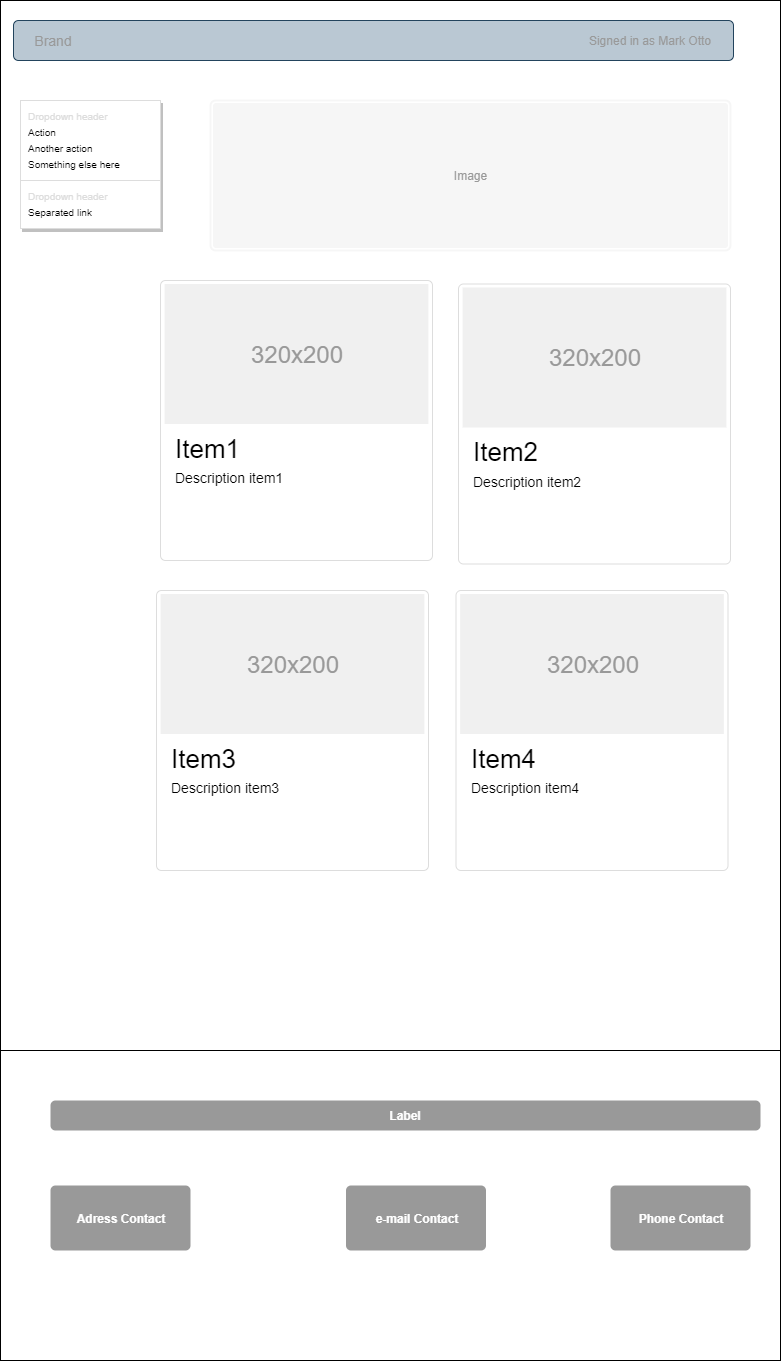 Brand
Signed in as Mark Otto
Dropdown header
Action
Another action
Something else here
Dropdown header
Separated link
Image
320x200
Item1
Description item1
320x200
Item2
Description item2
320x200
Item3
Description item3
320x200
Item4
Description item4
Label
Adress Contact
e-mail Contact
Phone Contact